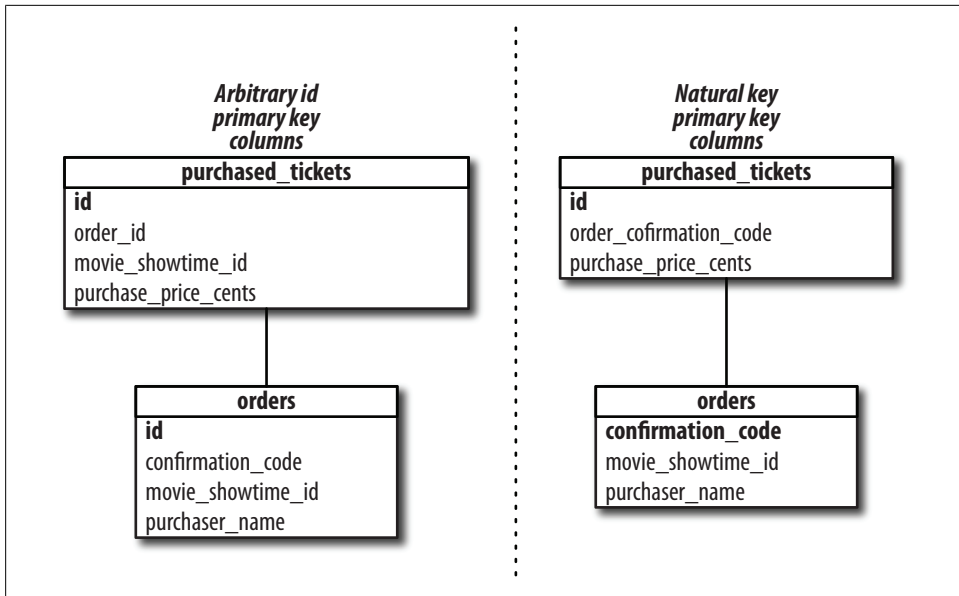 Arbitrary id
primary key
columns
purchased_tickets
id
order_id
movie_showtime_id
purchase_price_cents
orders
id
confirmation_code
movie_showtime_id
purchaser_name
Natural key
primary key
columns
purchased_tickets
id
order_cofirmation_code
purchase_price_cents
orders
confirmation_code
movie_showtime_id
purchaser_name